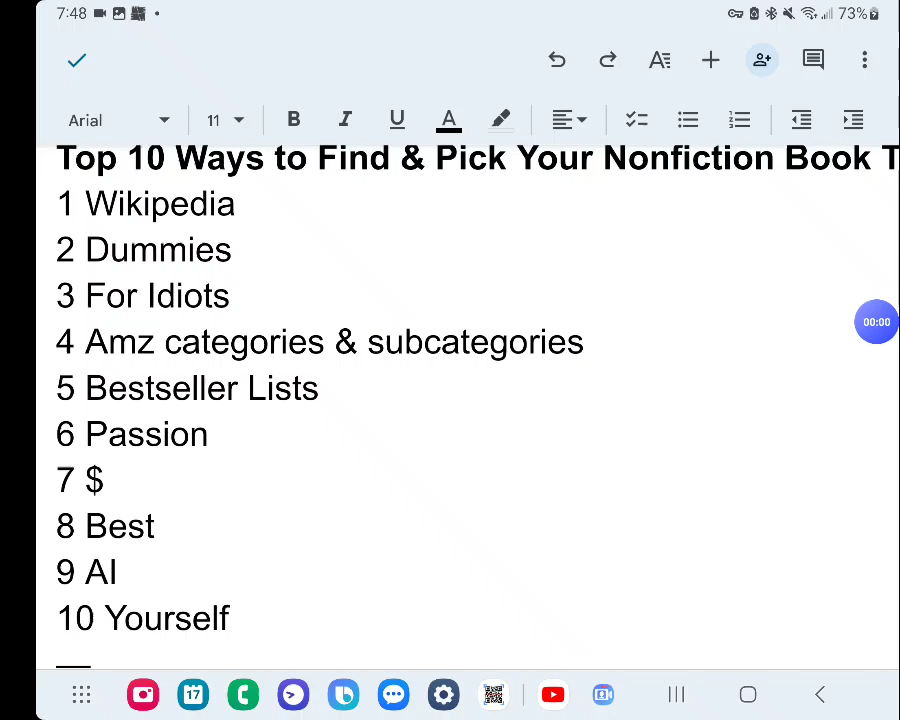 7:48
73%
Arial
11
B I U A
Top 10 Ways to Find & Pick Your Nonfiction Book T
1 Wikipedia
2 Dummies
3 For Idiots
4 Amz categories & subcategories
00:00
5 Bestseller Lists
6 Passion
7 $
8 Best
9 AI
10 Yourself
17